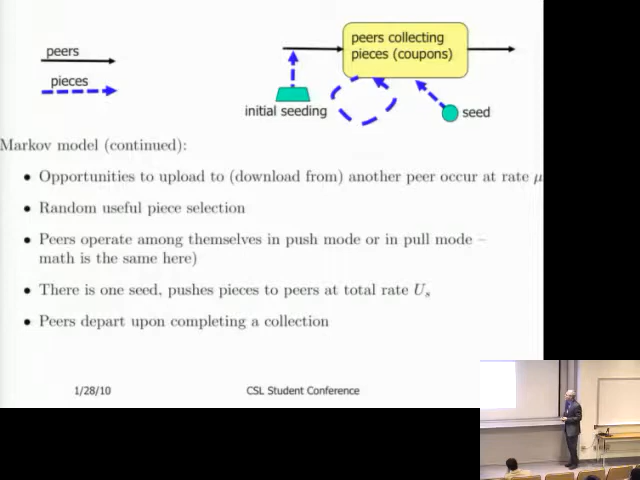 peers
pieces
peers collecting
pieces (coupons)
initial seeding
seed
Markov model (continued):
• Opportunities to upload to (download from) another peer occur at rate μ
• Random useful piece selection
• Peers operate among themselves in push mode or in pull mode –
math is the same here)
• There is one seed, pushes pieces to peers at total rate Us
• Peers depart upon completing a collection
1/28/10
CSL Student Conference